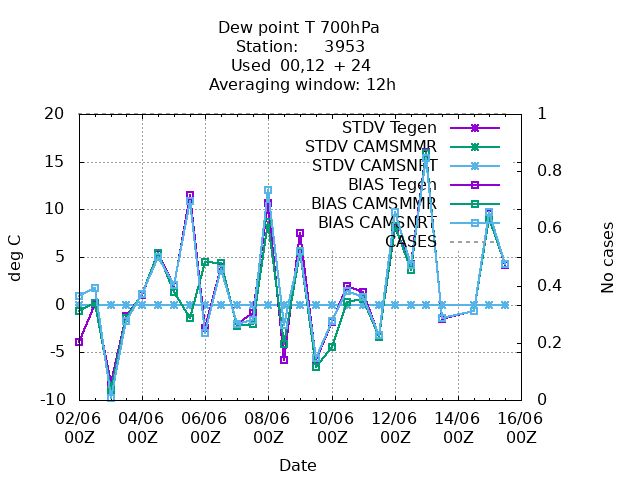 Dew point T 700hPa
Station: 3953
Used 00,12 + 24
Averaging window: 12h
deg C
20
15
10
5
0
-5
-10
STDV Tegen
STDV CAMSMMR
STDV CAMSNRT
BIAS Tegen
BIAS CAMSMMR
BIAS CAMSNRT
CASES
1
0.8
0.6
0.4
0.2
0
No cases
02/06 04/06 06/06 08/06 10/06 12/06 14/06 16/06
00Z 00Z 00Z 00Z 00Z 00Z 00Z 00Z
Date